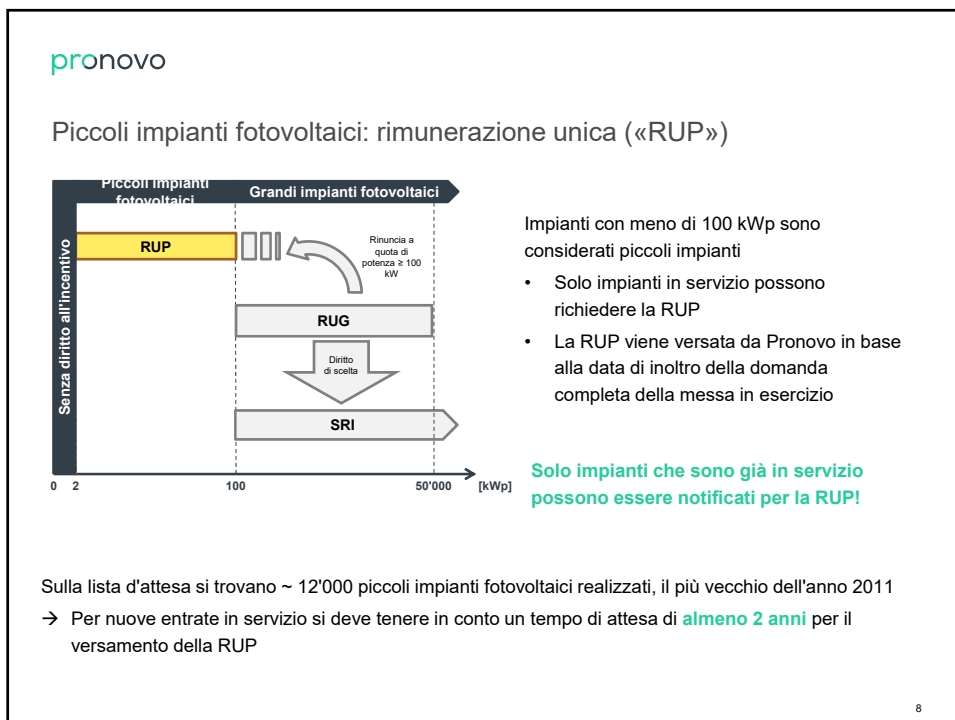 pronovo
Piccoli impianti fotovoltaici: rimunerazione unica («RUP»)
Piccoli impianti
fotovoltaici
Grandi impianti fotovoltaici
Senza diritto all'incentivo
RUP
Rinuncia a
quota di
potenza ≥ 100
kW
RUG
Diritto
di scelta
SRI
0 2 100 50'000 [kWp]
Impianti con meno di 100 kWp sono
considerati piccoli impianti
• Solo impianti in servizio possono
richiedere la RUP
• La RUP viene versata da Pronovo in base
alla data di inoltro della domanda
completa della messa in esercizio
Solo impianti che sono già in servizio
possono essere notificati per la RUP!
Sulla lista d'attesa si trovano ~ 12'000 piccoli impianti fotovoltaici realizzati, il più vecchio dell'anno 2011
→ Per nuove entrate in servizio si deve tenere in conto un tempo di attesa di almeno 2 anni per il
versamento della RUP
8